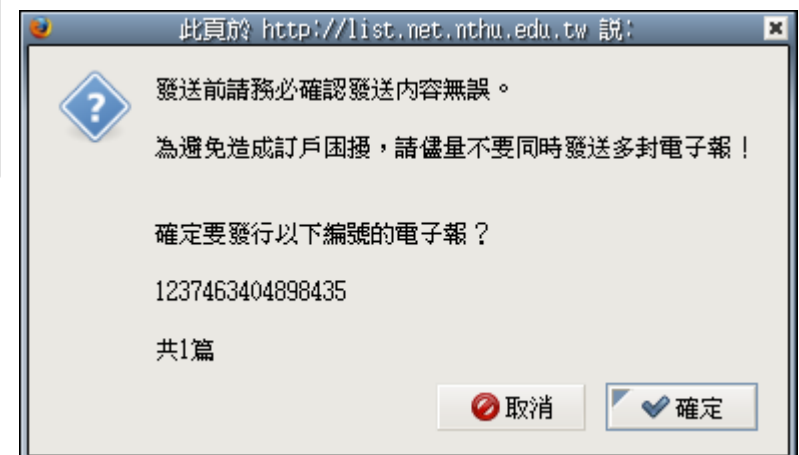 此頁於 http://list.net.nthu.edu.tw 説:
發送前請務必確認發送內容無誤。
為避免造成訂戶困擾，請儘量不要同時發送多封電子報！
確定要發行以下編號的電子報？
1237463404898435
共1篇
取消
確定